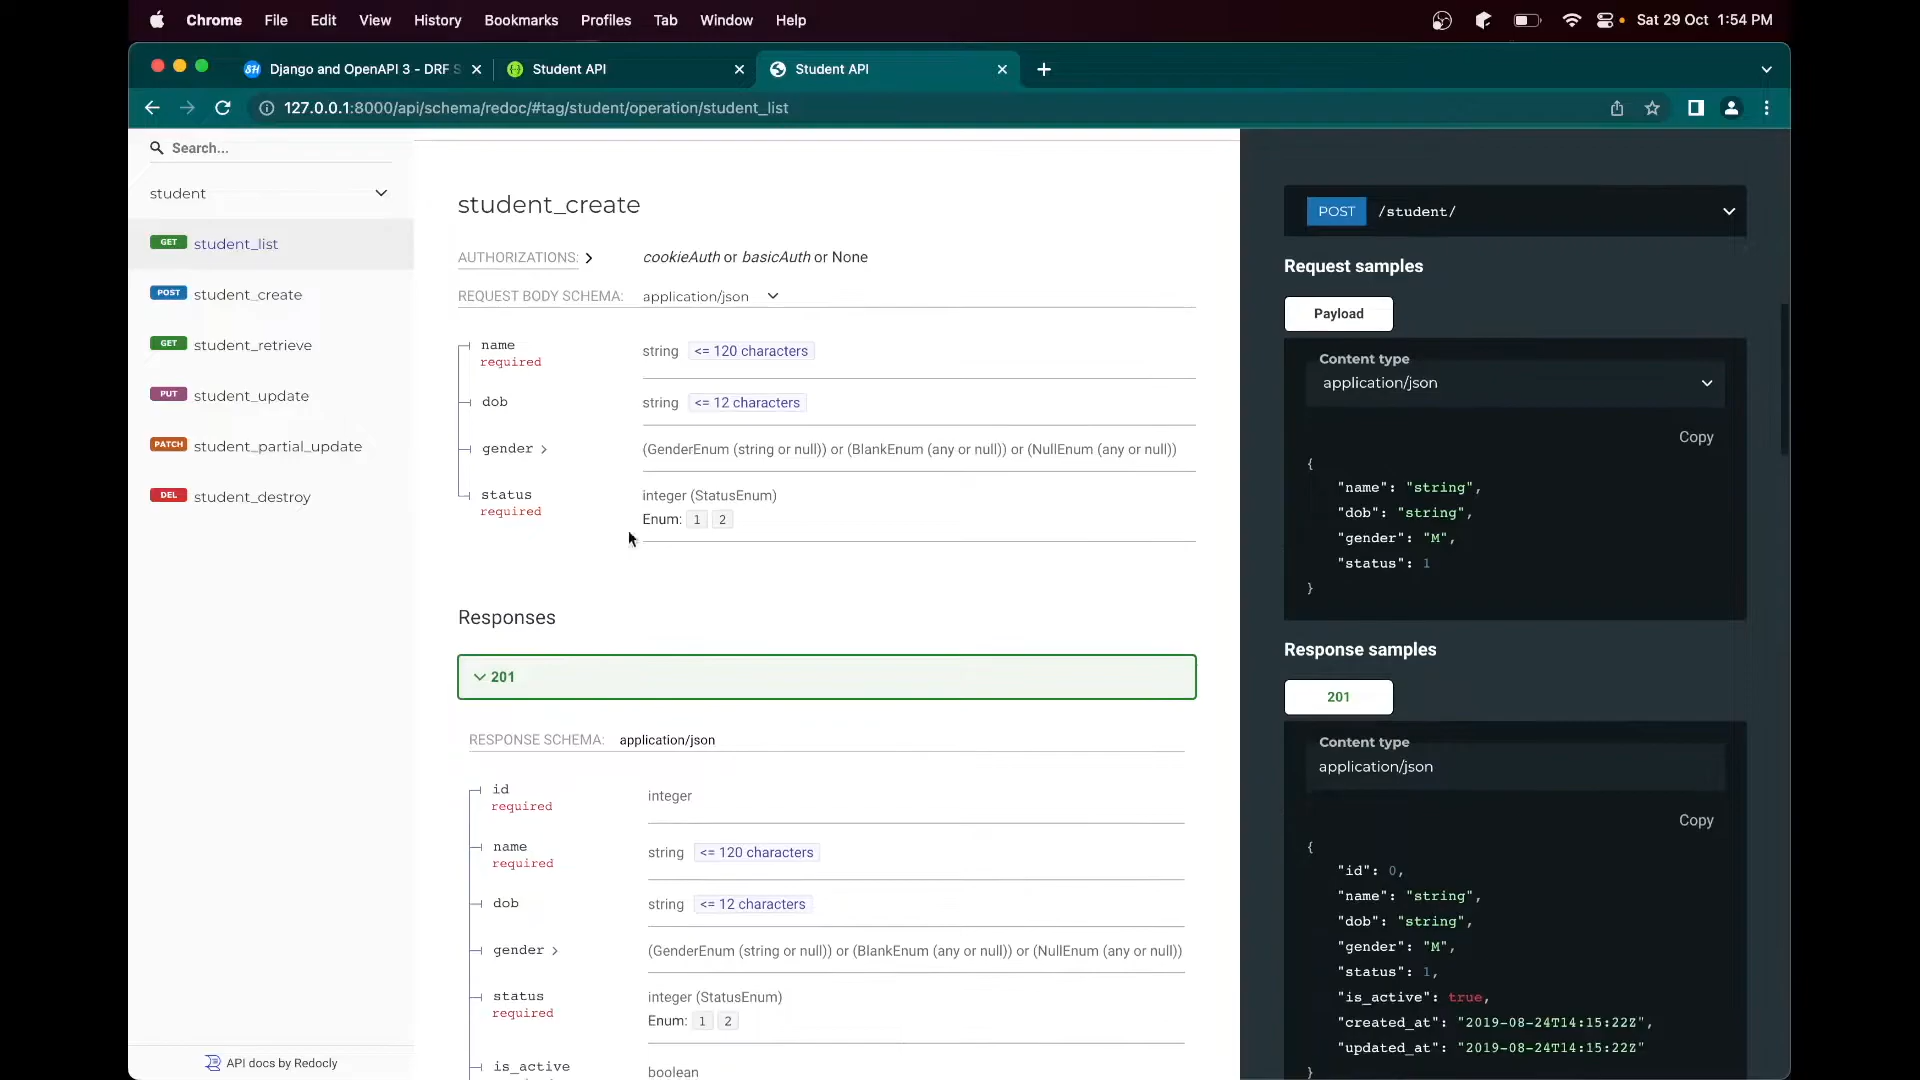 Chrome File Edit View History Bookmarks Profiles Tab Window Help Sat 29 Oct 1:54 PM
Django and OpenAPI 3 - DRF S
Student API
Student API
127.0.0.1:8000/api/schema/redoc/#tag/student/operation/student_list
Search...
student
GET student_list
POST student_create
GET student_retrieve
PUT student_update
PATCH student_partial_update
DEL student_destroy
API docs by Redocly
student_create
AUTHORIZATIONS: cookieAuth or basicAuth or None
REQUEST BODY SCHEMA: application/json
name
required
string <= 120 characters
dob string <= 12 characters
gender (GenderEnum (string or null)) or (BlankEnum (any or null)) or (NullEnum (any or null))
status
required
integer (StatusEnum)
Enum: 1 2
Responses
201
RESPONSE SCHEMA: application/json
id
required
integer
name
required
string <= 120 characters
dob string <= 12 characters
gender (GenderEnum (string or null)) or (BlankEnum (any or null)) or (NullEnum (any or null))
status
required
integer (StatusEnum)
Enum: 1 2
is_active
boolean
POST /student/
Request samples
Payload
Content type
application/json
Copy
{
"name": "string",
"dob": "string",
"gender": "M",
"status": 1
}
Response samples
201
Content type
application/json
Copy
{
"id": 0,
"name": "string",
"dob": "string",
"gender": "M",
"status": 1,
"is_active": true,
"created_at": "2019-08-24T14:15:22Z",
"updated_at": "2019-08-24T14:15:22Z"
}